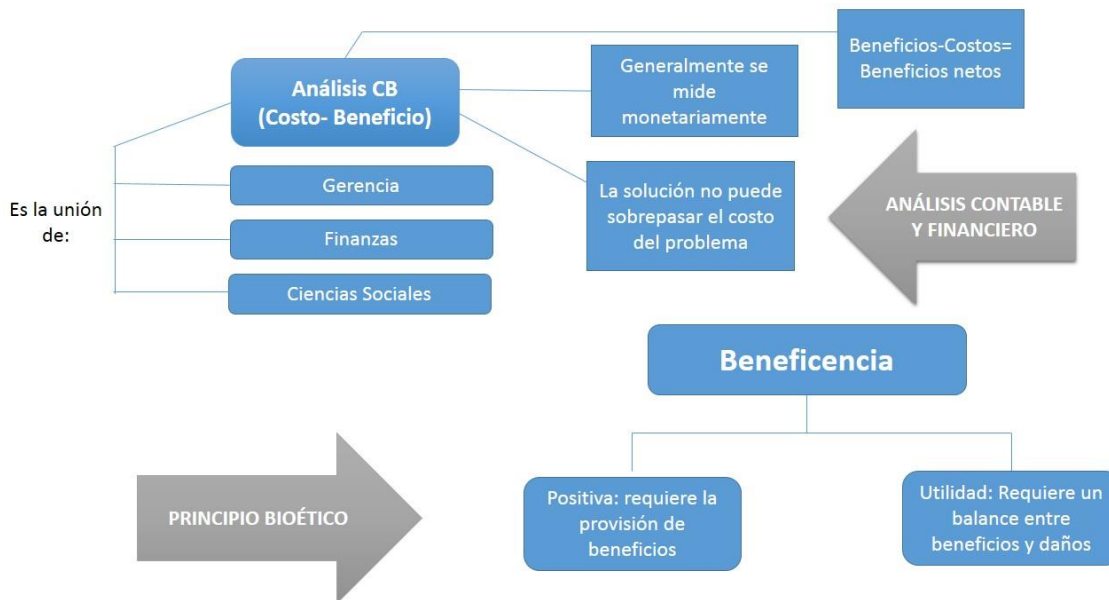 Análisis CB
(Costo- Beneficio)
Generalmente se
mide
monetariamente
Beneficios-Costos=
Beneficios netos
Es la unión
de:
Gerencia
Finanzas
Ciencias Sociales
La solución no puede
sobrepasar el costo
del problema
ANÁLISIS CONTABLE
Y FINANCIERO
Beneficencia
PRINCIPIO BIOÉTICO
Positiva: requiere la
provisión de
beneficios
Utilidad: Requiere un
balance entre
beneficios y daños